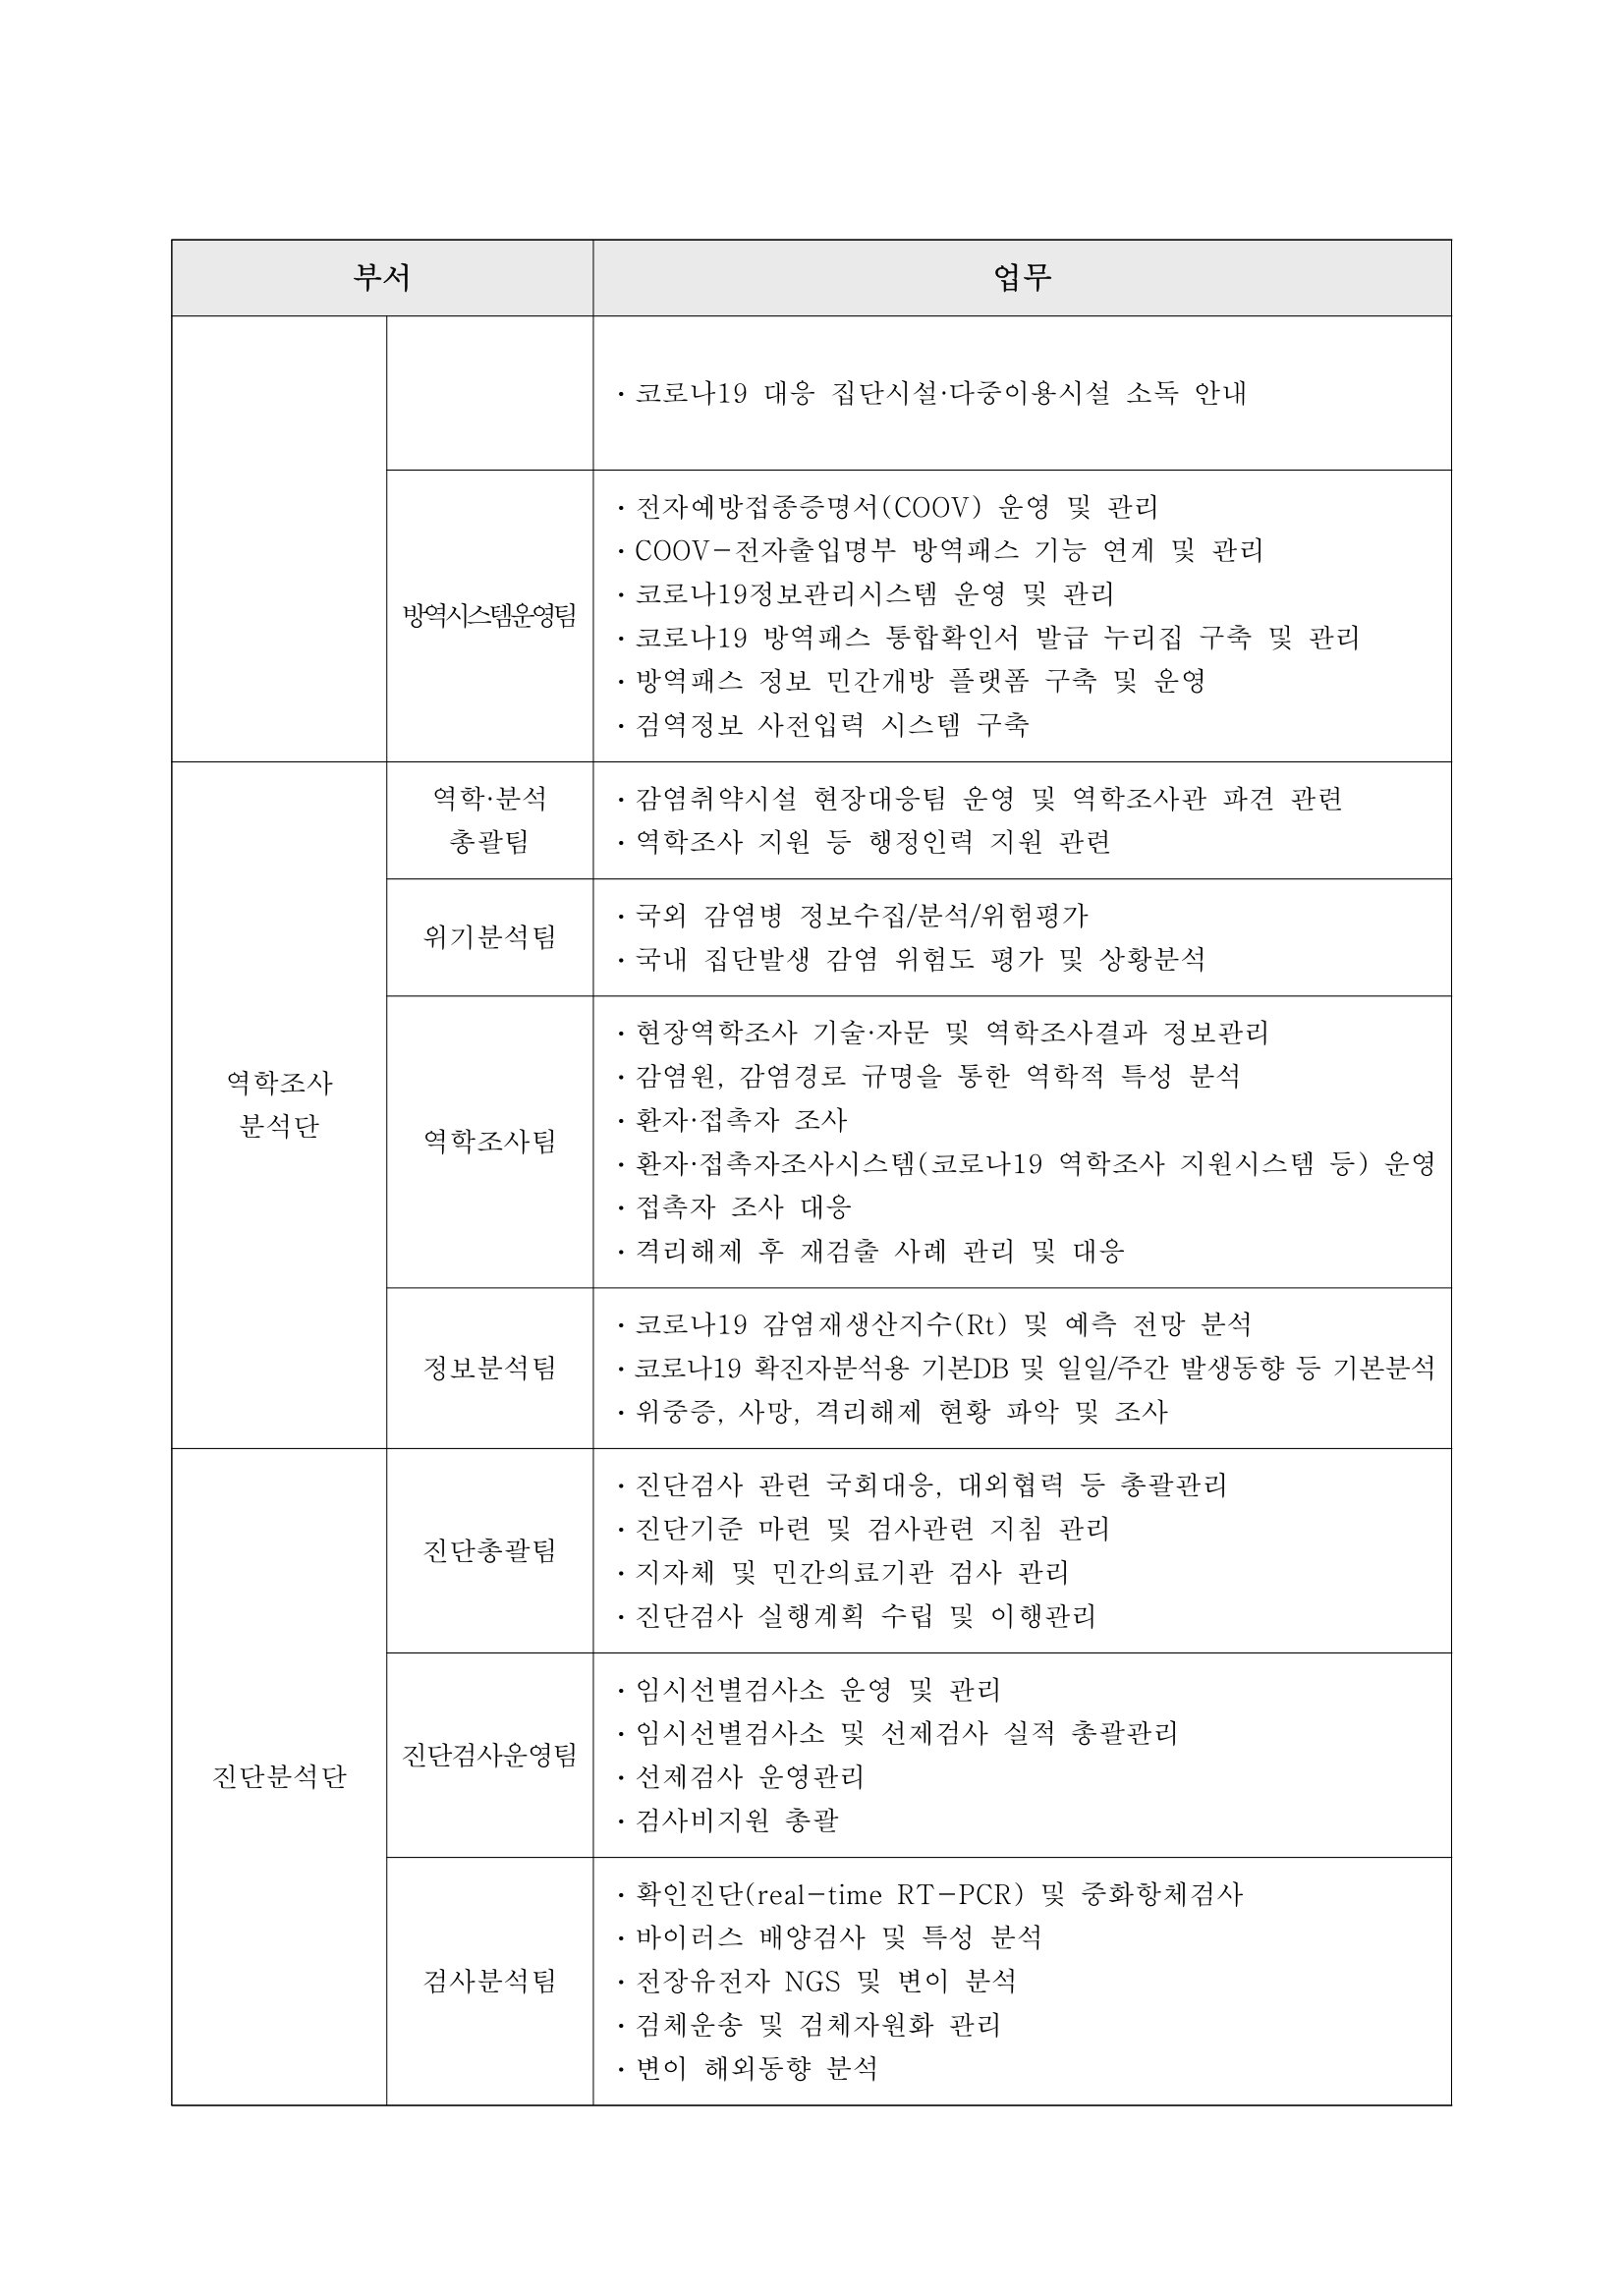 부서
업무
· 코로나19 대응 집단시설·다중이용시설 소독 안내
방역시스템운영팀
· 전자예방접종증명서(COOV) 운영 및 관리
· COOV-전자출입명부 방역패스 기능 연계 및 관리
· 코로나19정보관리시스템 운영 및 관리
· 코로나19 방역패스 통합확인서 발급 누리집 구축 및 관리
· 방역패스 정보 민간개방 플랫폼 구축 및 운영
· 검역정보 사전입력 시스템 구축
역학조사
분석단
역학·분석
총괄팀
· 감염취약시설 현장대응팀 운영 및 역학조사관 파견 관련
· 역학조사 지원 등 행정인력 지원 관련
위기분석팀
· 국외 감염병 정보수집/분석/위험평가
· 국내 집단발생 감염 위험도 평가 및 상황분석
역학조사팀
· 현장역학조사 기술·자문 및 역학조사결과 정보관리
· 감염원, 감염경로 규명을 통한 역학적 특성 분석
· 환자·접촉자 조사
· 환자·접촉자조사시스템(코로나19 역학조사 지원시스템 등) 운영
· 접촉자 조사 대응
· 격리해제 후 재검출 사례 관리 및 대응
정보분석팀
· 코로나19 감염재생산지수(Rt) 및 예측 전망 분석
· 코로나19 확진자분석용 기본DB 및 일일/주간 발생동향 등 기본분석
· 위중증, 사망, 격리해제 현황 파악 및 조사
진단분석단
진단총괄팀
· 진단검사 관련 국회대응, 대외협력 등 총괄관리
· 진단기준 마련 및 검사관련 지침 관리
· 지자체 및 민간의료기관 검사 관리
· 진단검사 실행계획 수립 및 이행관리
진단검사운영팀
· 임시선별검사소 운영 및 관리
· 임시선별검사소 및 선제검사 실적 총괄관리
· 선제검사 운영관리
· 검사비지원 총괄
검사분석팀
· 확인진단(real-time RT-PCR) 및 중화항체검사
· 바이러스 배양검사 및 특성 분석
· 전장유전자 NGS 및 변이 분석
· 검체운송 및 검체자원화 관리
· 변이 해외동향 분석